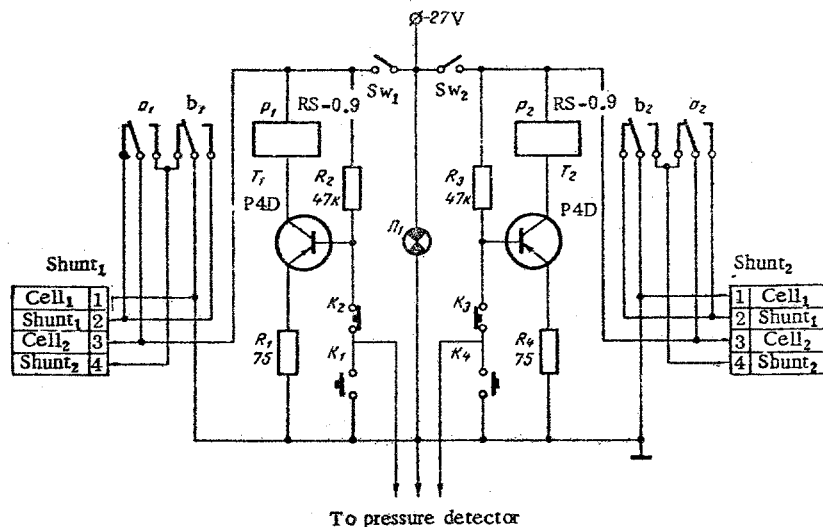 -27V
Sw₁
Sw₂
a₁
b₁
P₁
RS-0.9
P₂
RS-0.9
b₂
a₂
T₁
P4D
R₂
47к
R₃
47к
T₂
P4D
Л₁
Shunt₁
Cell₁ 1
Shunt₁ 2
Cell₂ 3
Shunt₂ 4
K₂
K₃
R₁
75
K₁
K₄
R₄
75
Shunt₂
1 Cell₁
2 Shunt₁
3 Cell₂
4 Shunt₂
To pressure detector